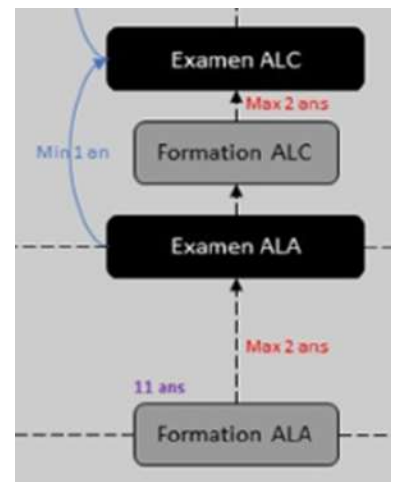 Examen ALC
Max 2 ans
Formation ALC
Min 1 an
Examen ALA
Max 2 ans
11 ans
Formation ALA